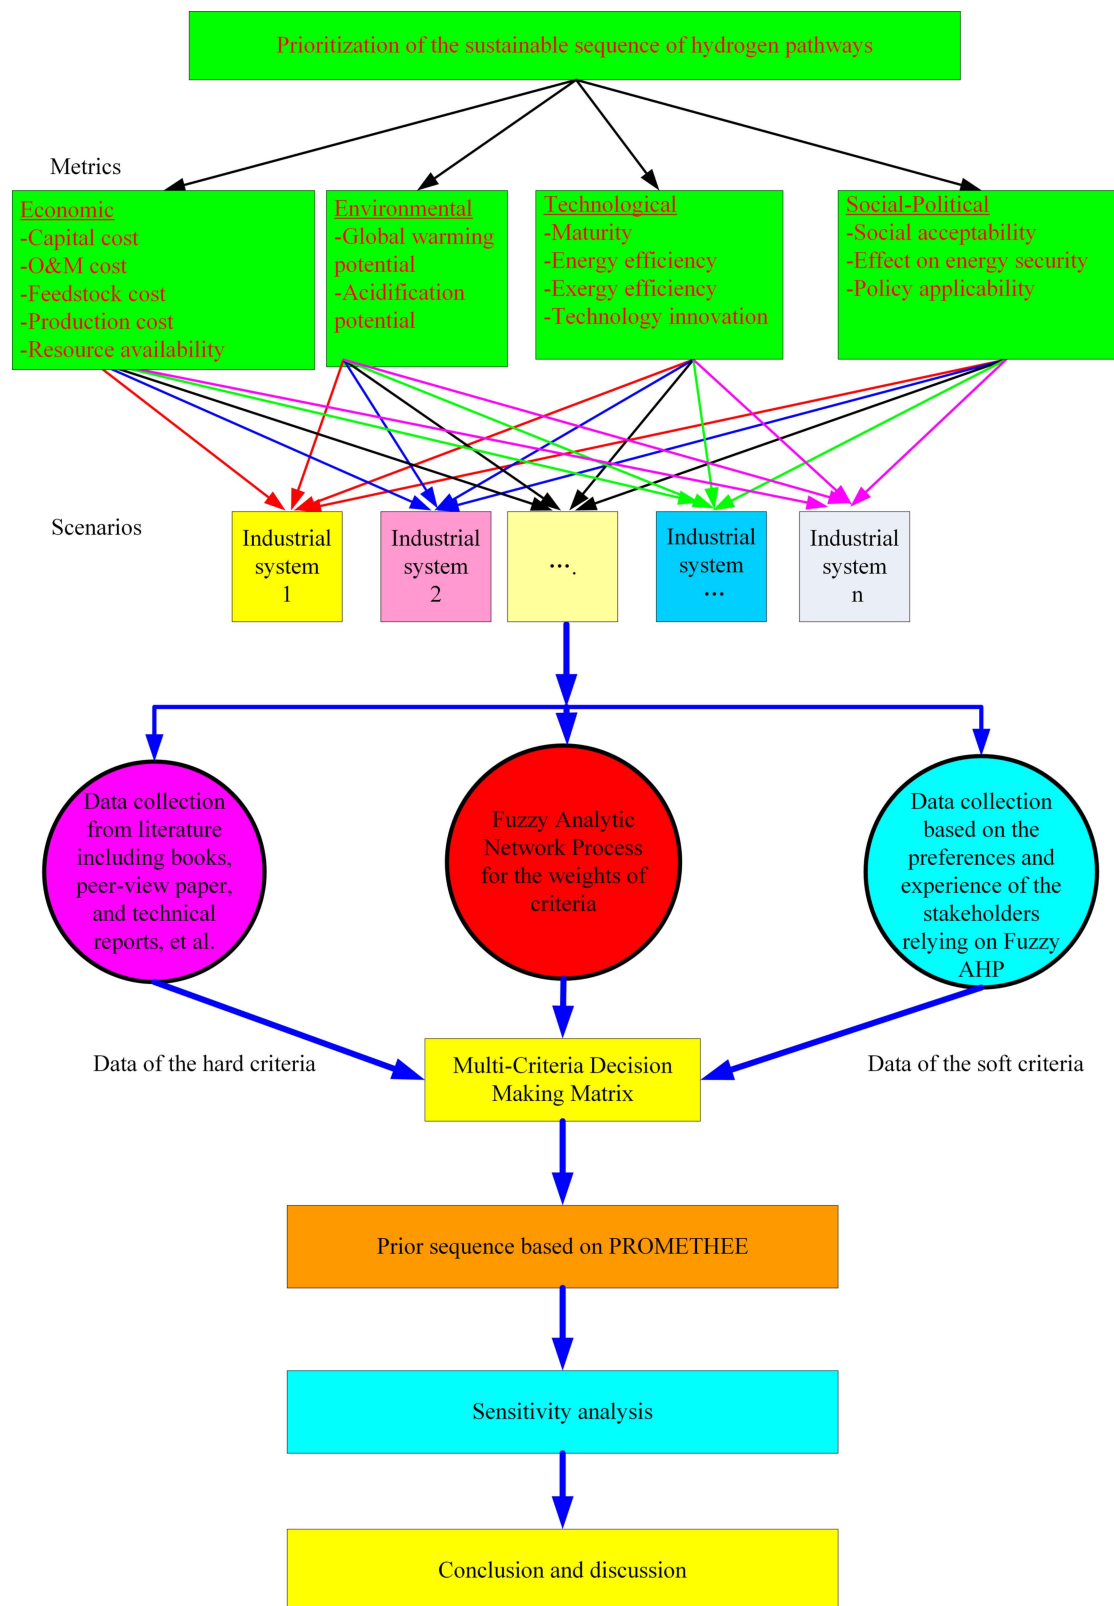 Prioritization of the sustainable sequence of hydrogen pathways
Metrics
Economic
-Capital cost
-O&M cost
-Feedstock cost
-Production cost
-Resource availability
Environmental
-Global warming
potential
-Acidification
potential
Technological
-Maturity
-Energy efficiency
-Exergy efficiency
-Technology innovation
Social-Political
-Social acceptability
-Effect on energy security
-Policy applicability
Scenarios
Industrial
system
1
Industrial
system
2
….
Industrial
system
…
Industrial
system
n
Data collection
from literature
including books,
peer-view paper,
and technical
reports, et al.
Fuzzy Analytic
Network Process
for the weights of
criteria
Data collection
based on the
preferences and
experience of the
stakeholders
relying on Fuzzy
AHP
Data of the hard criteria
Data of the soft criteria
Multi-Criteria Decision
Making Matrix
Prior sequence based on PROMETHEE
Sensitivity analysis
Conclusion and discussion